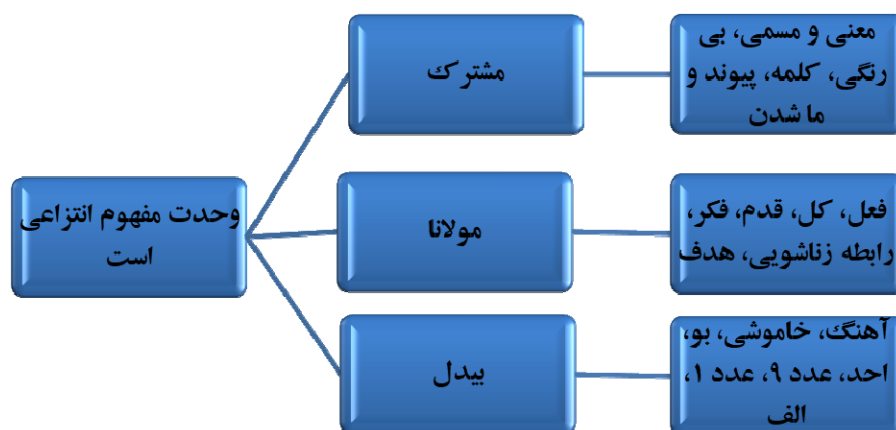 معنی و مسمی، بی
رنگی، کلمه، پیوند و
ما شدن
مشترک
وحدت مفهوم انتزاعی
است
مولانا
فعل، کل، قدم، فکر،
رابطه زناشویی، هدف
بیدل
آهنگ، خاموشی، بو،
احد، عدد ۹، عدد ۱،
الف